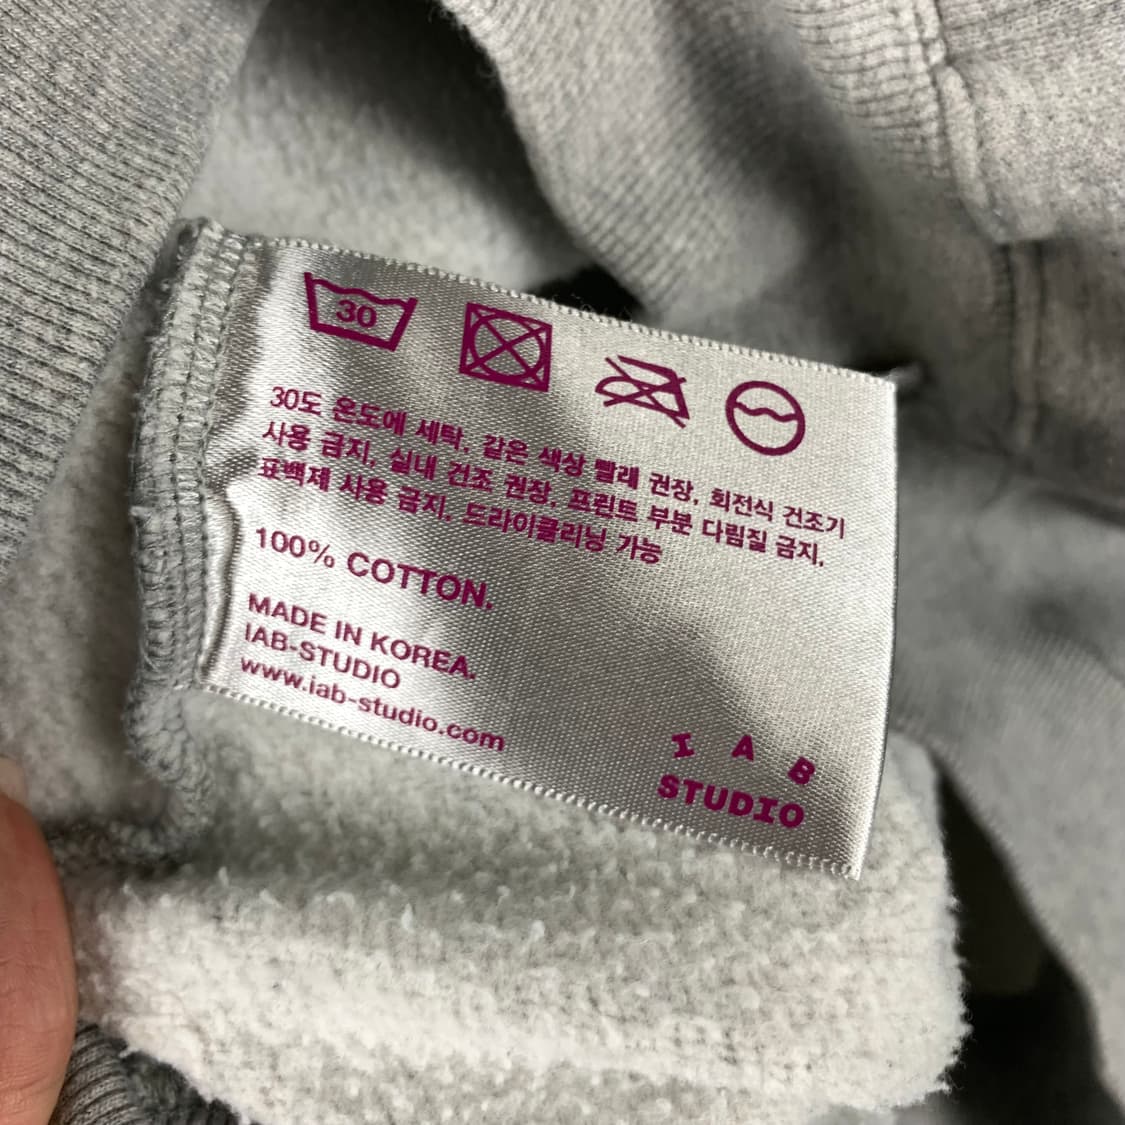 30
30도 온도에 세탁, 같은 색상 빨래 권장, 회전식 건조기
사용 금지, 실내 건조 권장, 프린트 부분 다림질 금지,
표백제 사용 금지, 드라이클리닝 가능
100% COTTON.
MADE IN KOREA.
IAB-STUDIO
www.iab-studio.com
I A B
STUDIO